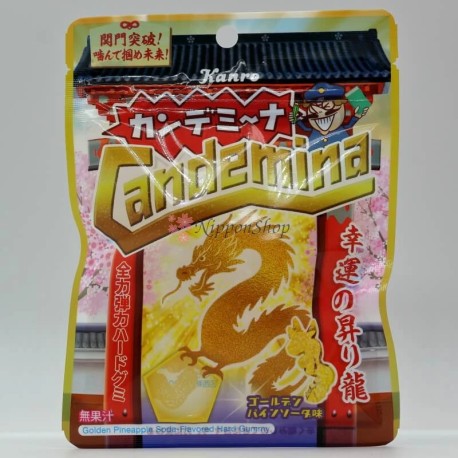 関門突破!
噛んで掴め未来!
Kanro
カンデミ〜ナ
Candemina
NipponShop
幸運の昇り龍
全力弾力ハードグミ
ゴールデン
パインソーダ味
無果汁
Golden Pineapple Soda-Flavored Hard Gummy